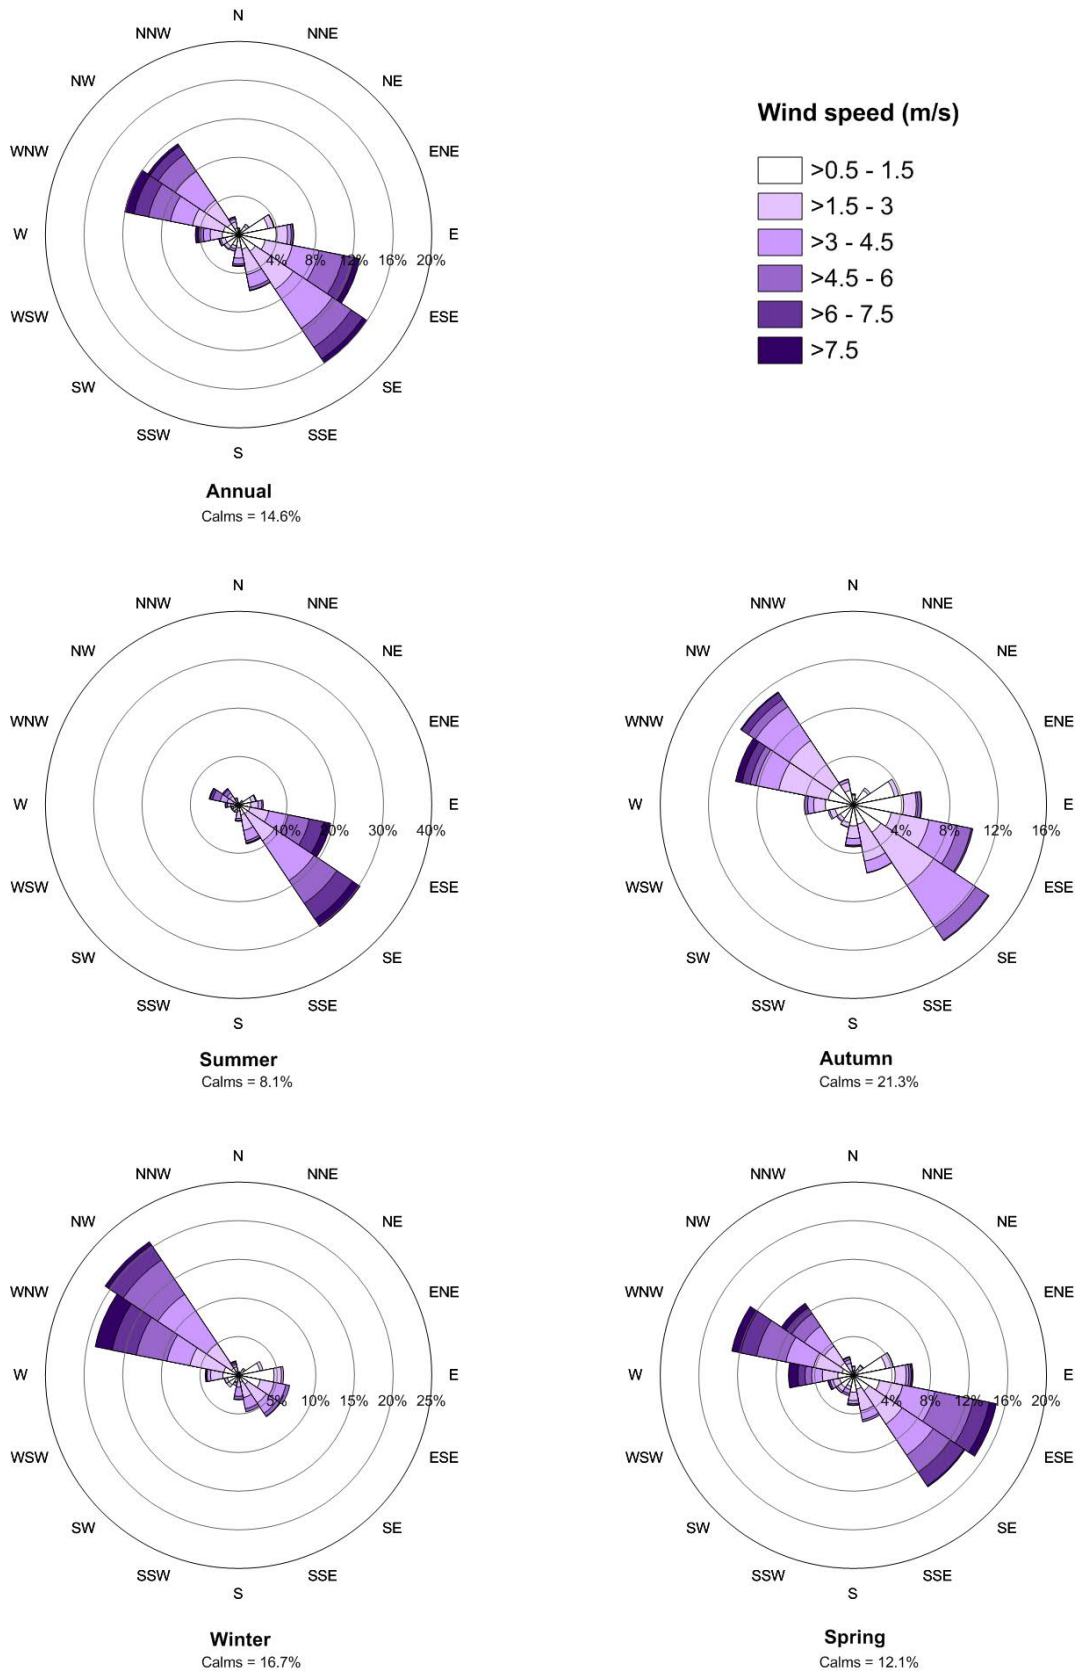 N
NNW NNE
NW NE
WNW ENE
W E
4% 8% 12% 16% 20%
WSW ESE
SW SE
SSW SSE
S
Annual
Calms = 14.6%
Wind speed (m/s)
>0.5 - 1.5
>1.5 - 3
>3 - 4.5
>4.5 - 6
>6 - 7.5
>7.5
N
NNW NNE
NW NE
WNW ENE
W E
10% 20% 30% 40%
WSW ESE
SW SE
SSW SSE
S
Summer
Calms = 8.1%
N
NNW NNE
NW NE
WNW ENE
W E
4% 8% 12% 16%
WSW ESE
SW SE
SSW SSE
S
Autumn
Calms = 21.3%
N
NNW NNE
NW NE
WNW ENE
W E
5% 10% 15% 20% 25%
WSW ESE
SW SE
SSW SSE
S
Winter
Calms = 16.7%
N
NNW NNE
NW NE
WNW ENE
W E
4% 8% 12% 16% 20%
WSW ESE
SW SE
SSW SSE
S
Spring
Calms = 12.1%